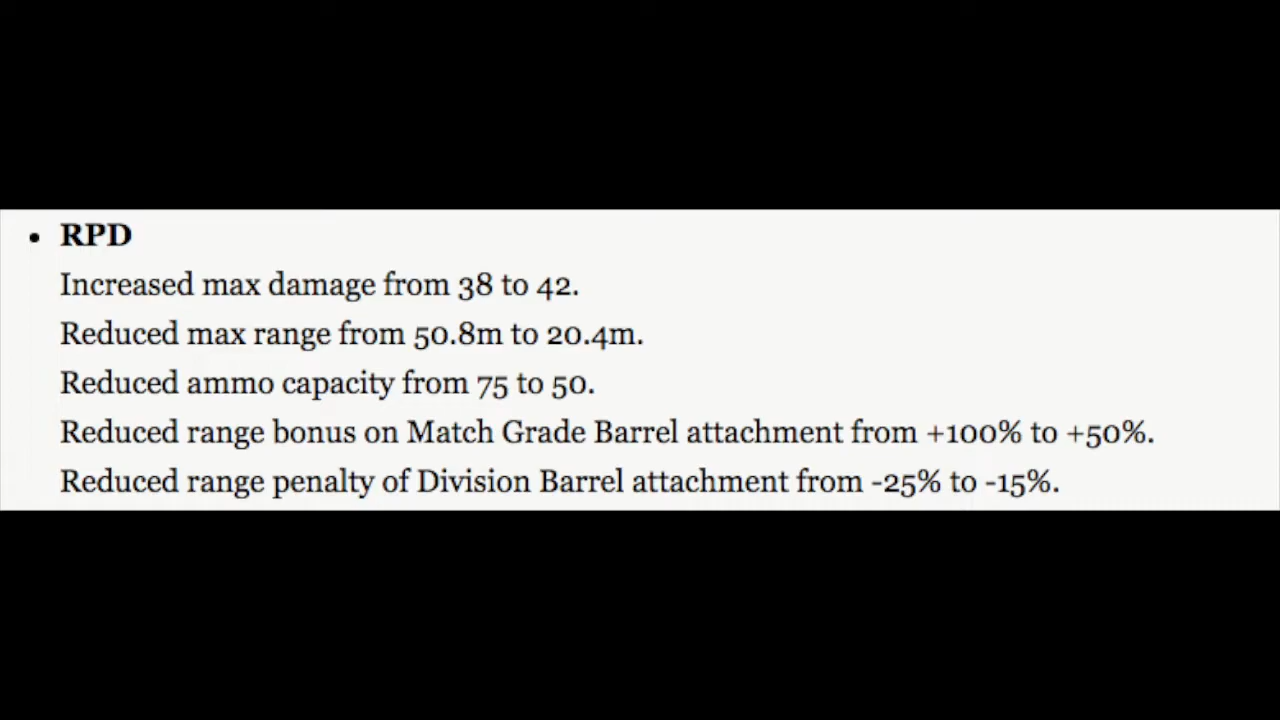 • RPD
Increased max damage from 38 to 42.
Reduced max range from 50.8m to 20.4m.
Reduced ammo capacity from 75 to 50.
Reduced range bonus on Match Grade Barrel attachment from +100% to +50%.
Reduced range penalty of Division Barrel attachment from -25% to -15%.